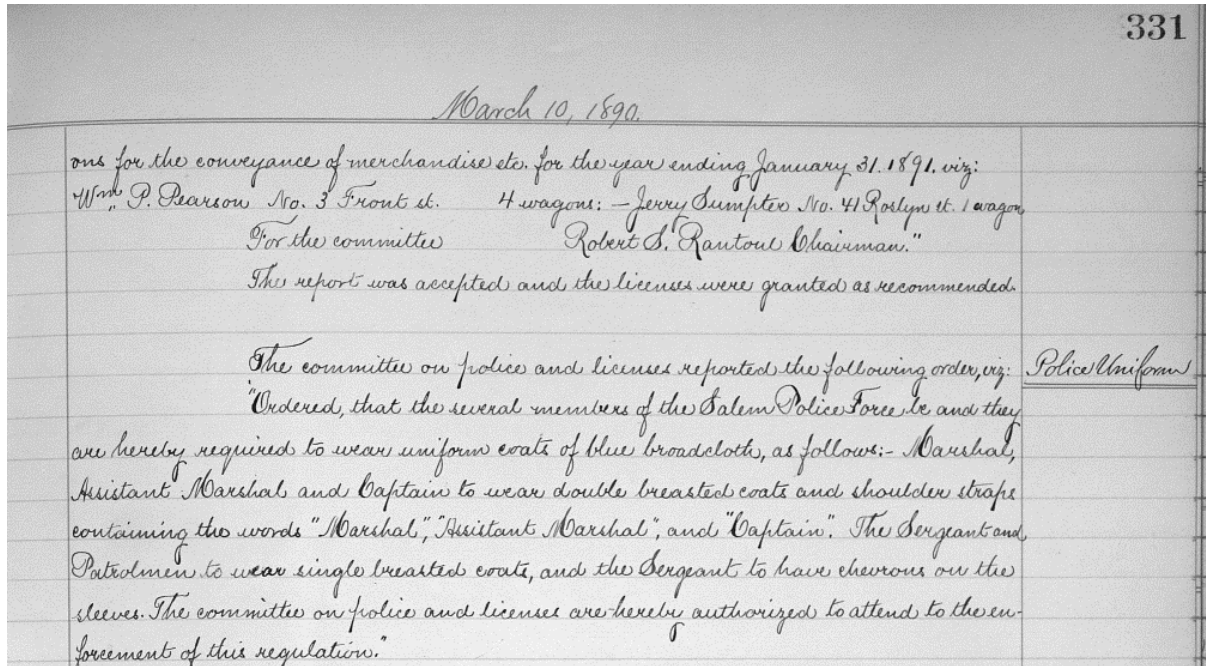 331
March 10, 1890.
ons for the conveyance of merchandise etc. for the year ending January 31. 1891. viz:
Wm. P. Pearson No. 3 Front st. 4 wagons: – Jerry Sumpter No. 41 Roslyn st. 1 wagon
For the committee Robert S. Rantoul Chairman."
The report was accepted and the licenses were granted as recommended.
The committee on police and licenses reported the following order, viz: Police Uniform
"Ordered, that the several members of the Salem Police Force be and they
are hereby required to wear uniform coats of blue broadcloth, as follows:- Marshal,
Assistant Marshal and Captain to wear double breasted coats and shoulder straps
containing the words "Marshal", "Assistant Marshal", and "Captain". The Sergeant and
Patrolmen to wear single breasted coats, and the Sergeant to have chevrons on the
sleeves. The committee on police and licenses are hereby authorized to attend to the en-
forcement of this regulation."